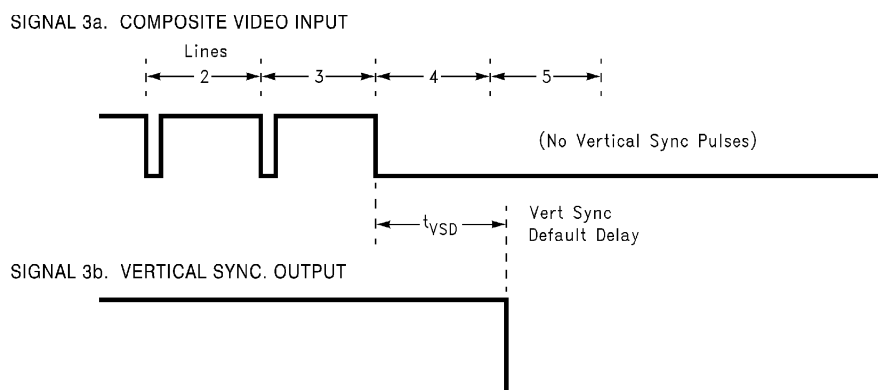 SIGNAL 3a. COMPOSITE VIDEO INPUT
Lines
2 3 4 5
(No Vertical Sync Pulses)
tVSD
Vert Sync
Default Delay
SIGNAL 3b. VERTICAL SYNC. OUTPUT